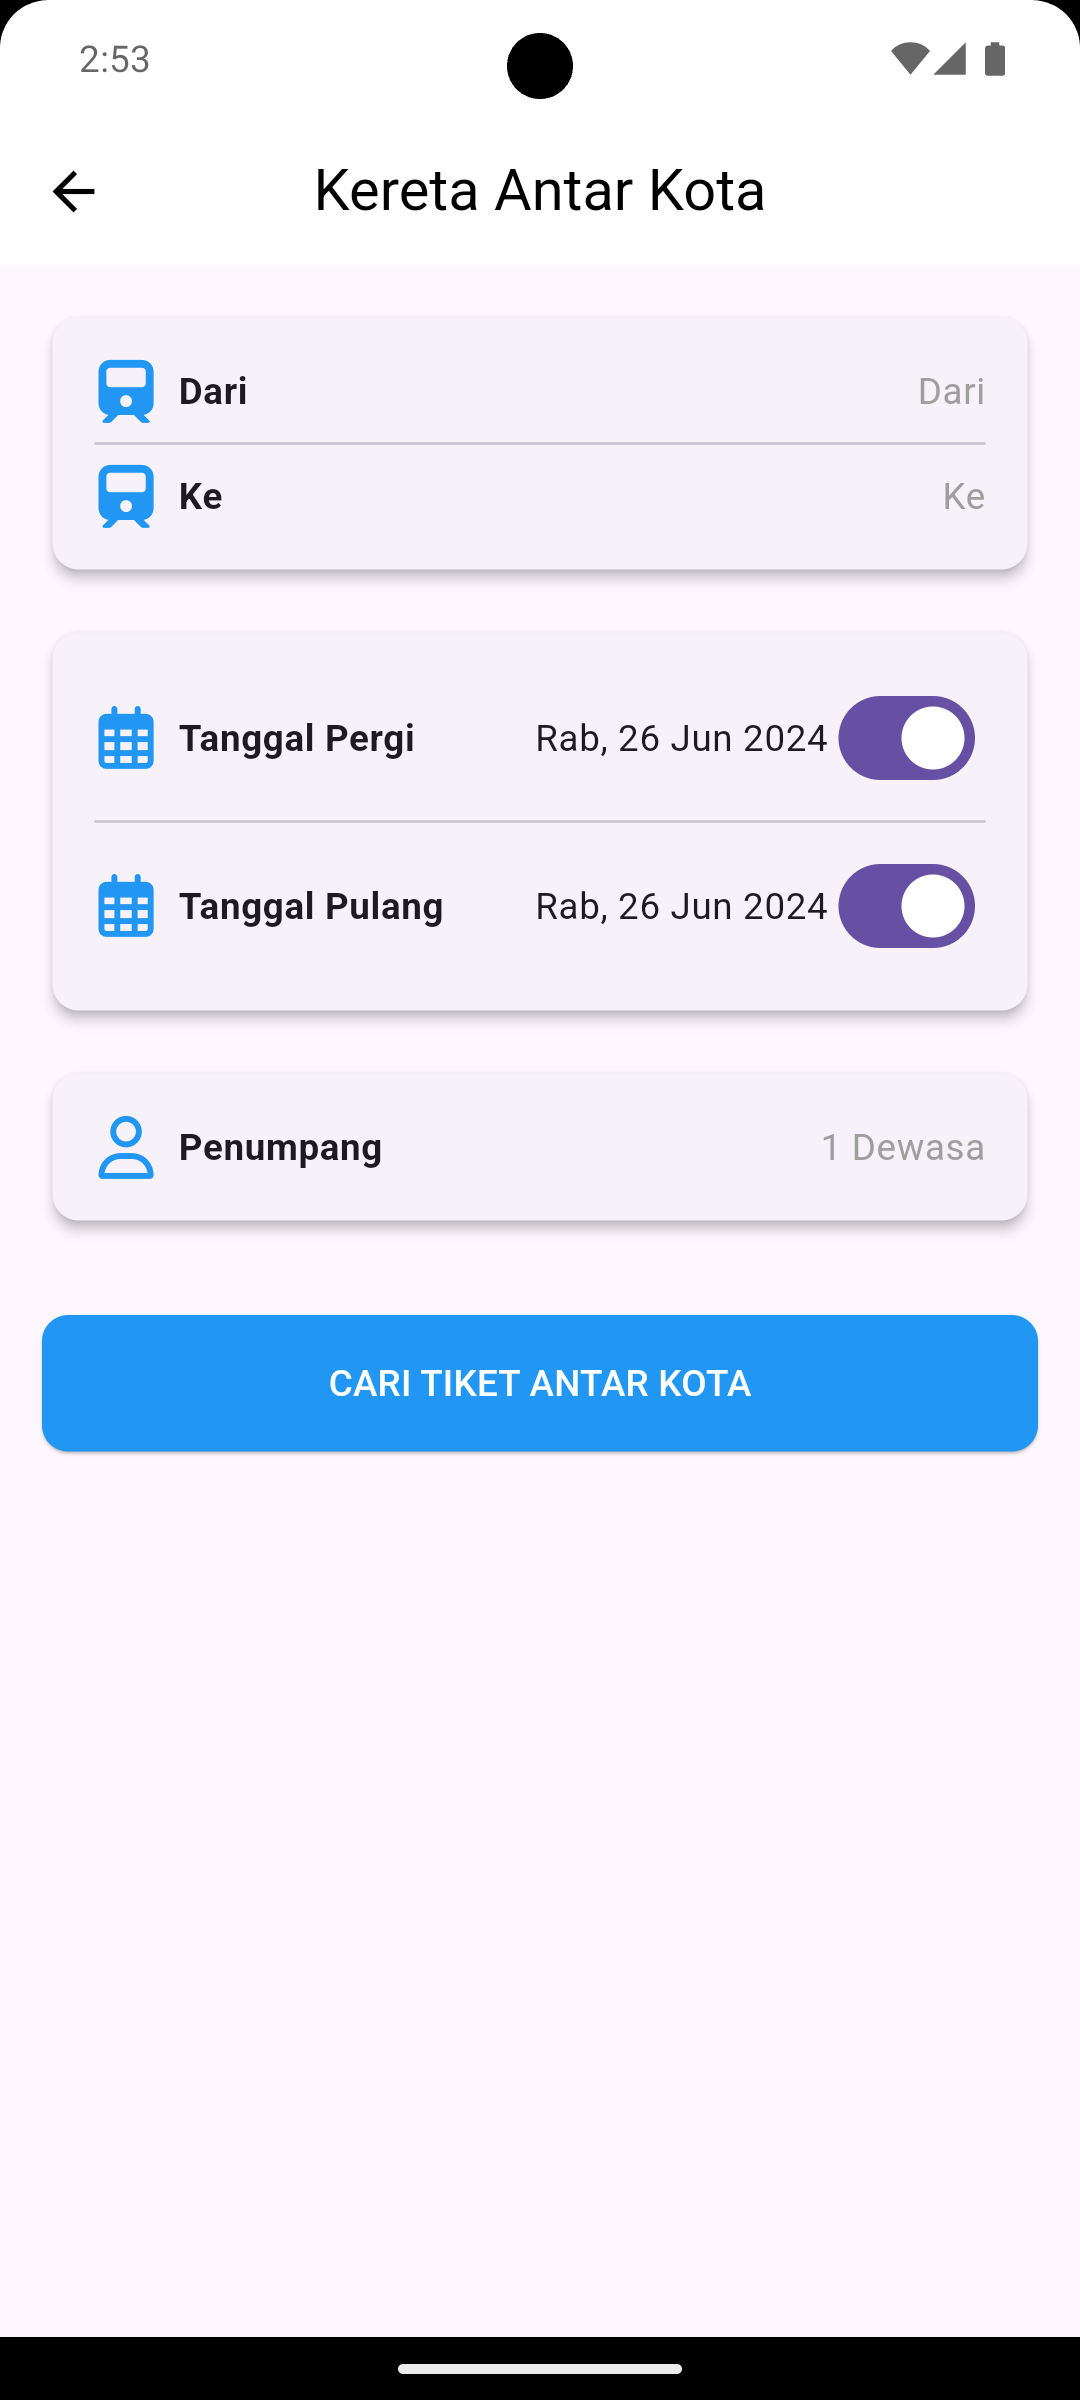 2:53
Kereta Antar Kota
Dari Dari
Ke Ke
Tanggal Pergi Rab, 26 Jun 2024
Tanggal Pulang Rab, 26 Jun 2024
Penumpang 1 Dewasa
CARI TIKET ANTAR KOTA